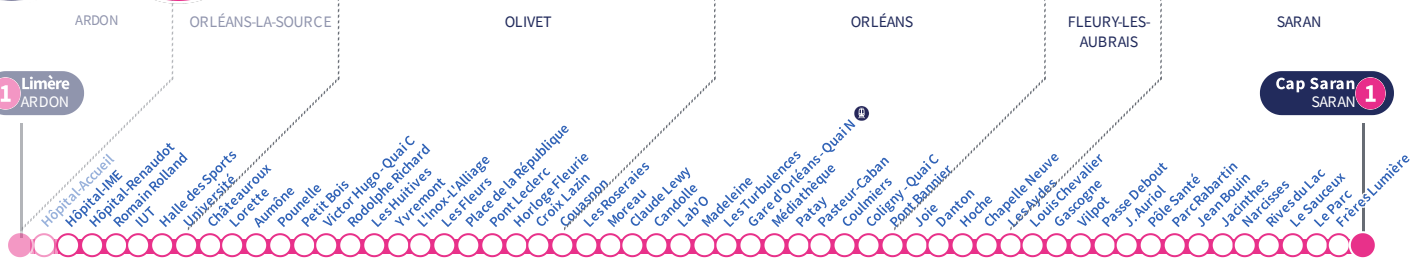 ARDON
ORLÉANS-LA-SOURCE
OLIVET
ORLÉANS
FLEURY-LES-
AUBRAIS
SARAN
1
Limère
ARDON
Cap Saran
SARAN
1
Hôpital-Accueil
Hôpital-IME
Hôpital-Renaudot
Romain Rolland
IUT
Halle des Sports
Université
Châteauroux
Lorette
Aumône
Pounelle
Petit Bois
Victor Hugo - Quai C
Rodolphe Richard
Les Huitives
Yvremont
L'Inox - L'Alliage
Les Fleurs
Place de la République
Pont Leclerc
Horloge Fleurie
Croix Lazin
Couasnon
Les Roseraies
Moreau
Claude Lewy
Candolle
Lab'O
Madeleine
Les Turbulences
Gare d'Orléans - Quai N
Médiathèque
Patay
Pasteur-Caban
Coulmiers
Coligny - Quai C
Pont Bannier
Joie
Danton
Hoche
Chapelle Neuve
Les Aydes
Louis Chevalier
Gascogne
Vilpot
Passe Debout
J. Auriol
Pôle Santé
Parc Rabartin
Jean Bouin
Jacinthes
Narcisses
Rives du Lac
Le Sauceux
Le Parc
Frères Lumière